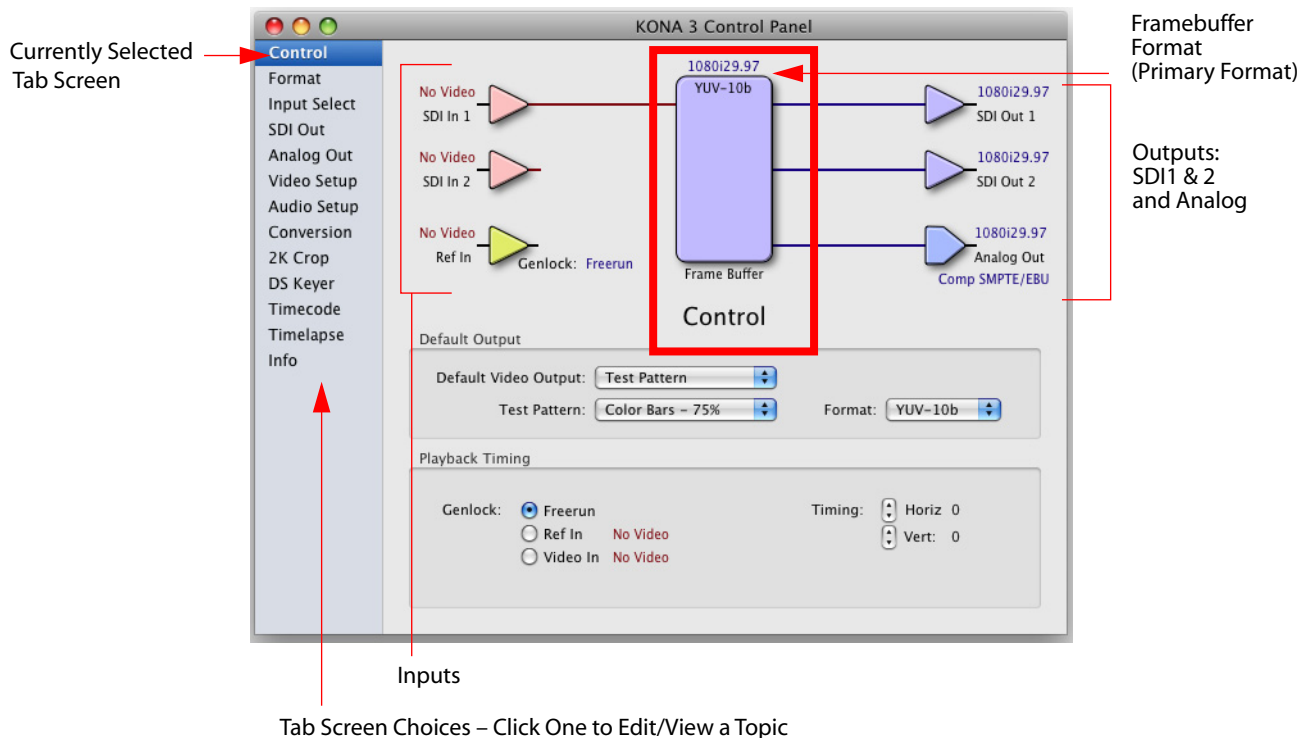 KONA 3 Control Panel
Currently Selected
Tab Screen
Control
Format
Input Select
SDI Out
Analog Out
Video Setup
Audio Setup
Conversion
2K Crop
DS Keyer
Timecode
Timelapse
Info
No Video
SDI In 1
No Video
SDI In 2
No Video
Ref In
Genlock: Freerun
1080i29.97
YUV-10b
Frame Buffer
Control
1080i29.97
SDI Out 1
1080i29.97
SDI Out 2
1080i29.97
Analog Out
Comp SMPTE/EBU
Framebuffer
Format
(Primary Format)
Outputs:
SDI1 & 2
and Analog
Default Output
Default Video Output: Test Pattern
Test Pattern: Color Bars - 75% Format: YUV-10b
Playback Timing
Genlock: Freerun Timing: Horiz 0
Ref In No Video Vert: 0
Video In No Video
Inputs
Tab Screen Choices – Click One to Edit/View a Topic